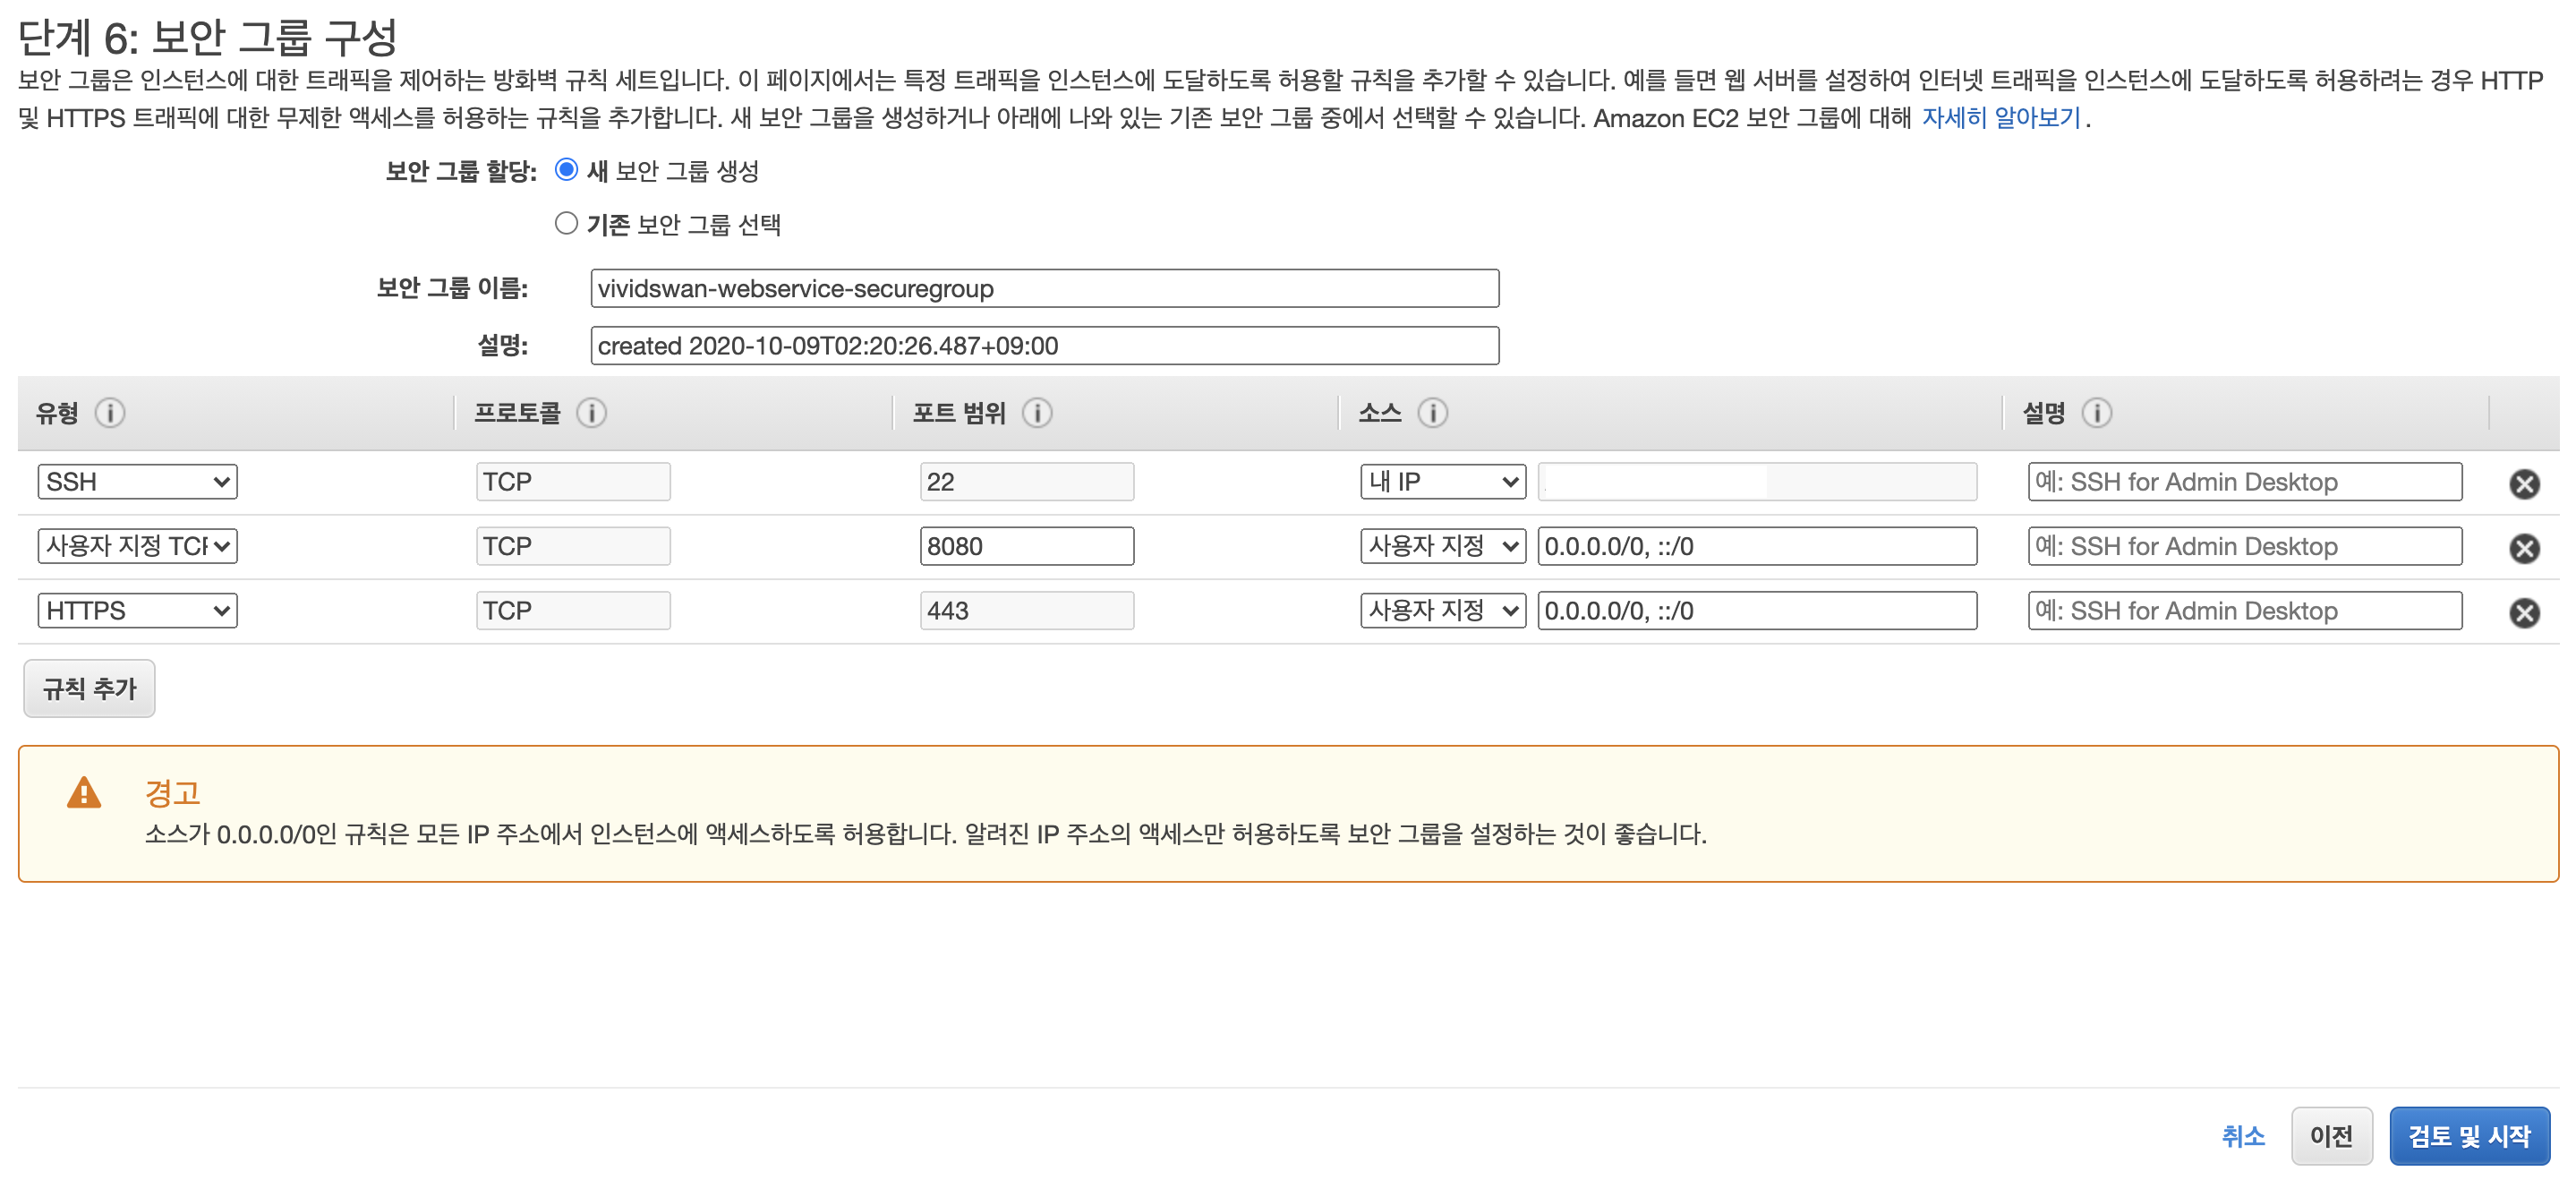 단계 6: 보안 그룹 구성
보안 그룹은 인스턴스에 대한 트래픽을 제어하는 방화벽 규칙 세트입니다. 이 페이지에서는 특정 트래픽을 인스턴스에 도달하도록 허용할 규칙을 추가할 수 있습니다. 예를 들면 웹 서버를 설정하여 인터넷 트래픽을 인스턴스에 도달하도록 허용하려는 경우 HTTP
및 HTTPS 트래픽에 대한 무제한 액세스를 허용하는 규칙을 추가합니다. 새 보안 그룹을 생성하거나 아래에 나와 있는 기존 보안 그룹 중에서 선택할 수 있습니다. Amazon EC2 보안 그룹에 대해 자세히 알아보기.
보안 그룹 할당: 새 보안 그룹 생성
기존 보안 그룹 선택
보안 그룹 이름: vividswan-webservice-securegroup
설명: created 2020-10-09T02:20:26.487+09:00
유형 프로토콜 포트 범위 소스 설명
SSH TCP 22 내 IP 예: SSH for Admin Desktop
사용자 지정 TCP TCP 8080 사용자 지정 0.0.0.0/0, ::/0 예: SSH for Admin Desktop
HTTPS TCP 443 사용자 지정 0.0.0.0/0, ::/0 예: SSH for Admin Desktop
규칙 추가
경고
소스가 0.0.0.0/0인 규칙은 모든 IP 주소에서 인스턴스에 액세스하도록 허용합니다. 알려진 IP 주소의 액세스만 허용하도록 보안 그룹을 설정하는 것이 좋습니다.
취소 이전 검토 및 시작